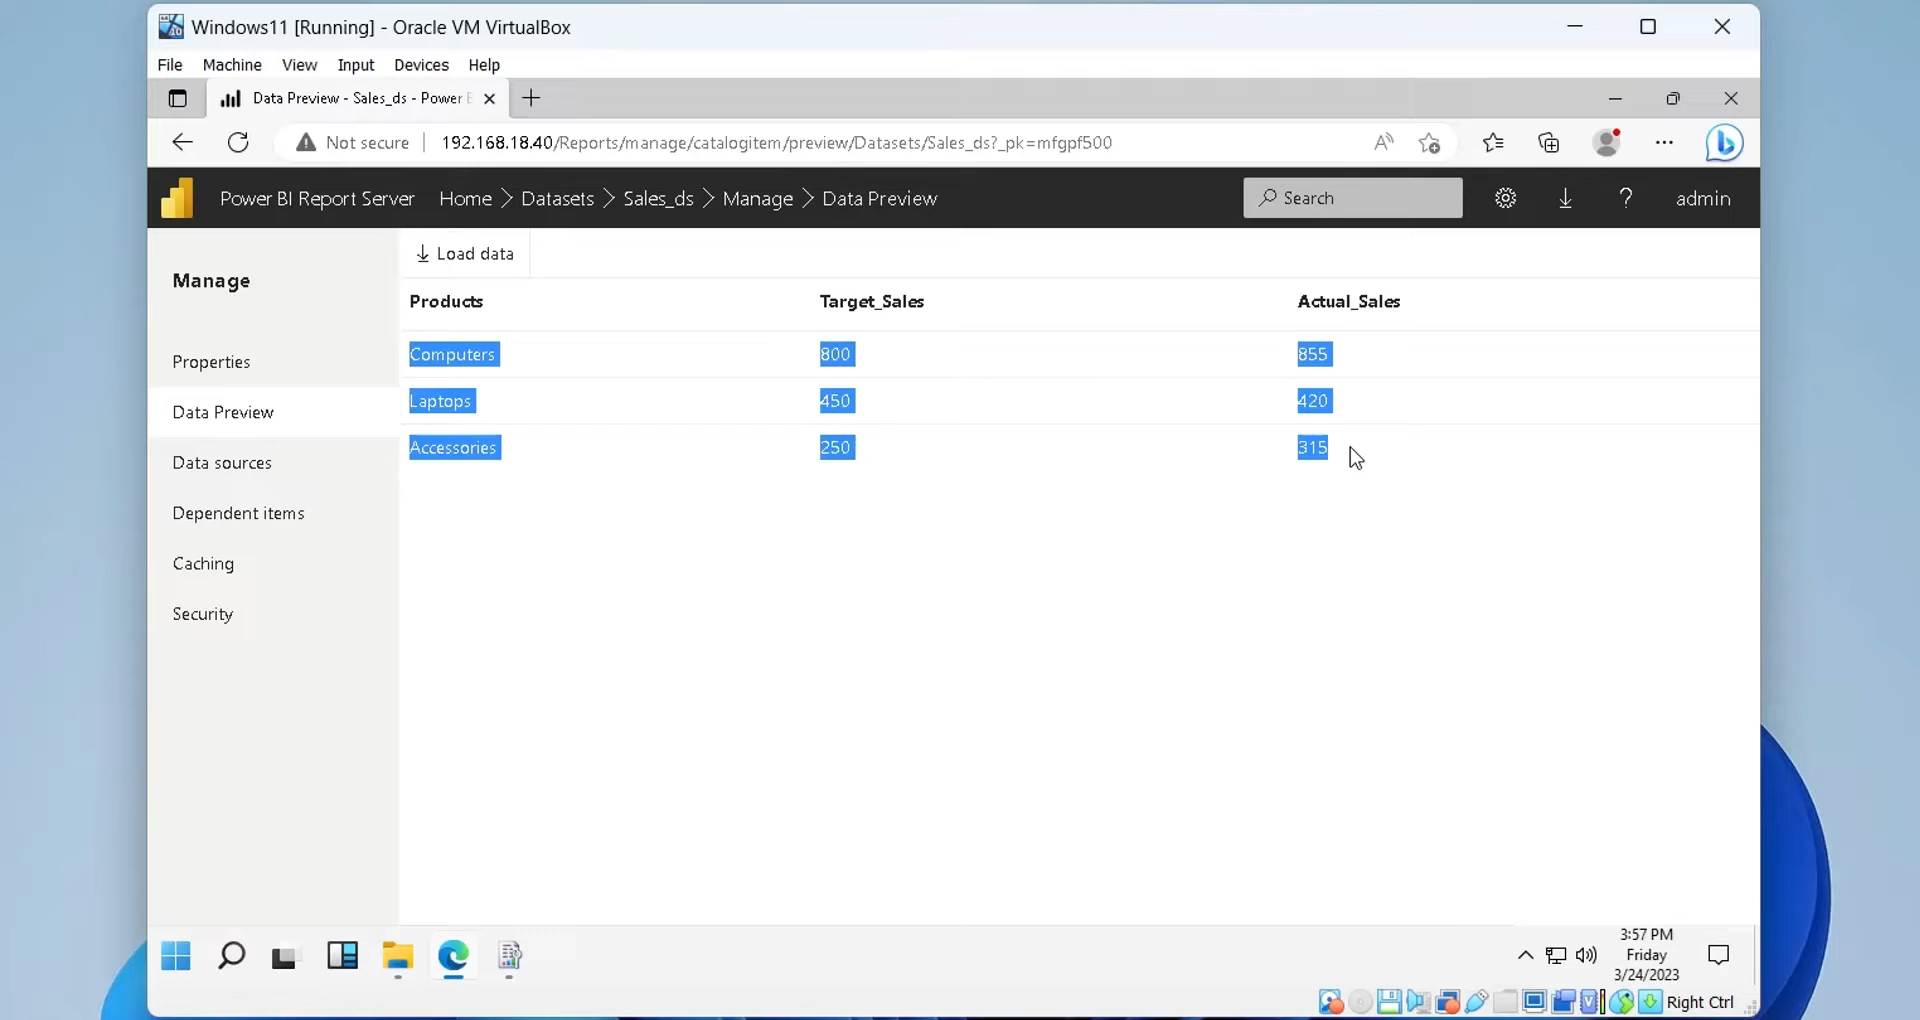 Windows11 [Running] - Oracle VM VirtualBox
File Machine View Input Devices Help
Data Preview - Sales_ds - Power B
Not secure 192.168.18.40/Reports/manage/catalogitem/preview/Datasets/Sales_ds?_pk=mfgpf500
Power BI Report Server Home > Datasets > Sales_ds > Manage > Data Preview Search ? admin
Load data
Manage
Products Target_Sales Actual_Sales
Computers 800 855
Properties
Laptops 450 420
Data Preview
Accessories 250 315
Data sources
Dependent items
Caching
Security
3:57 PM
Friday
3/24/2023
Right Ctrl